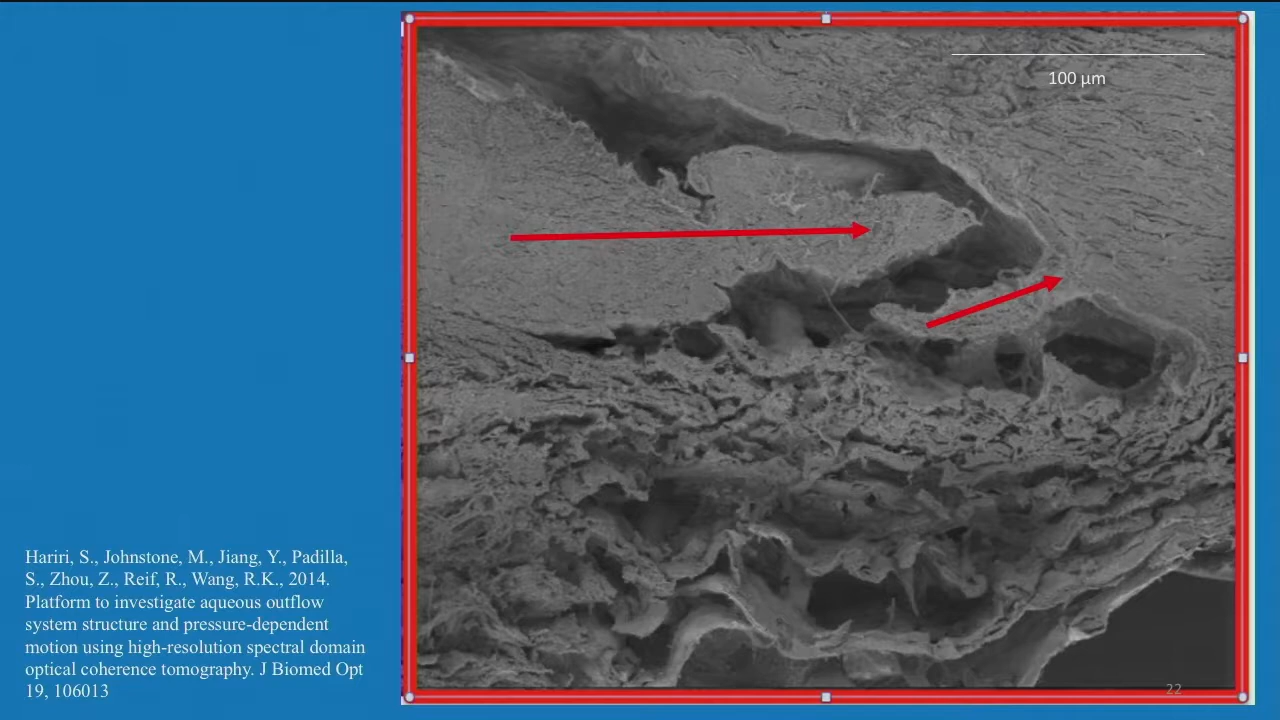 100 µm
Hariri, S., Johnstone, M., Jiang, Y., Padilla,
S., Zhou, Z., Reif, R., Wang, R.K., 2014.
Platform to investigate aqueous outflow
system structure and pressure-dependent
motion using high-resolution spectral domain
optical coherence tomography. J Biomed Opt
19, 106013
22